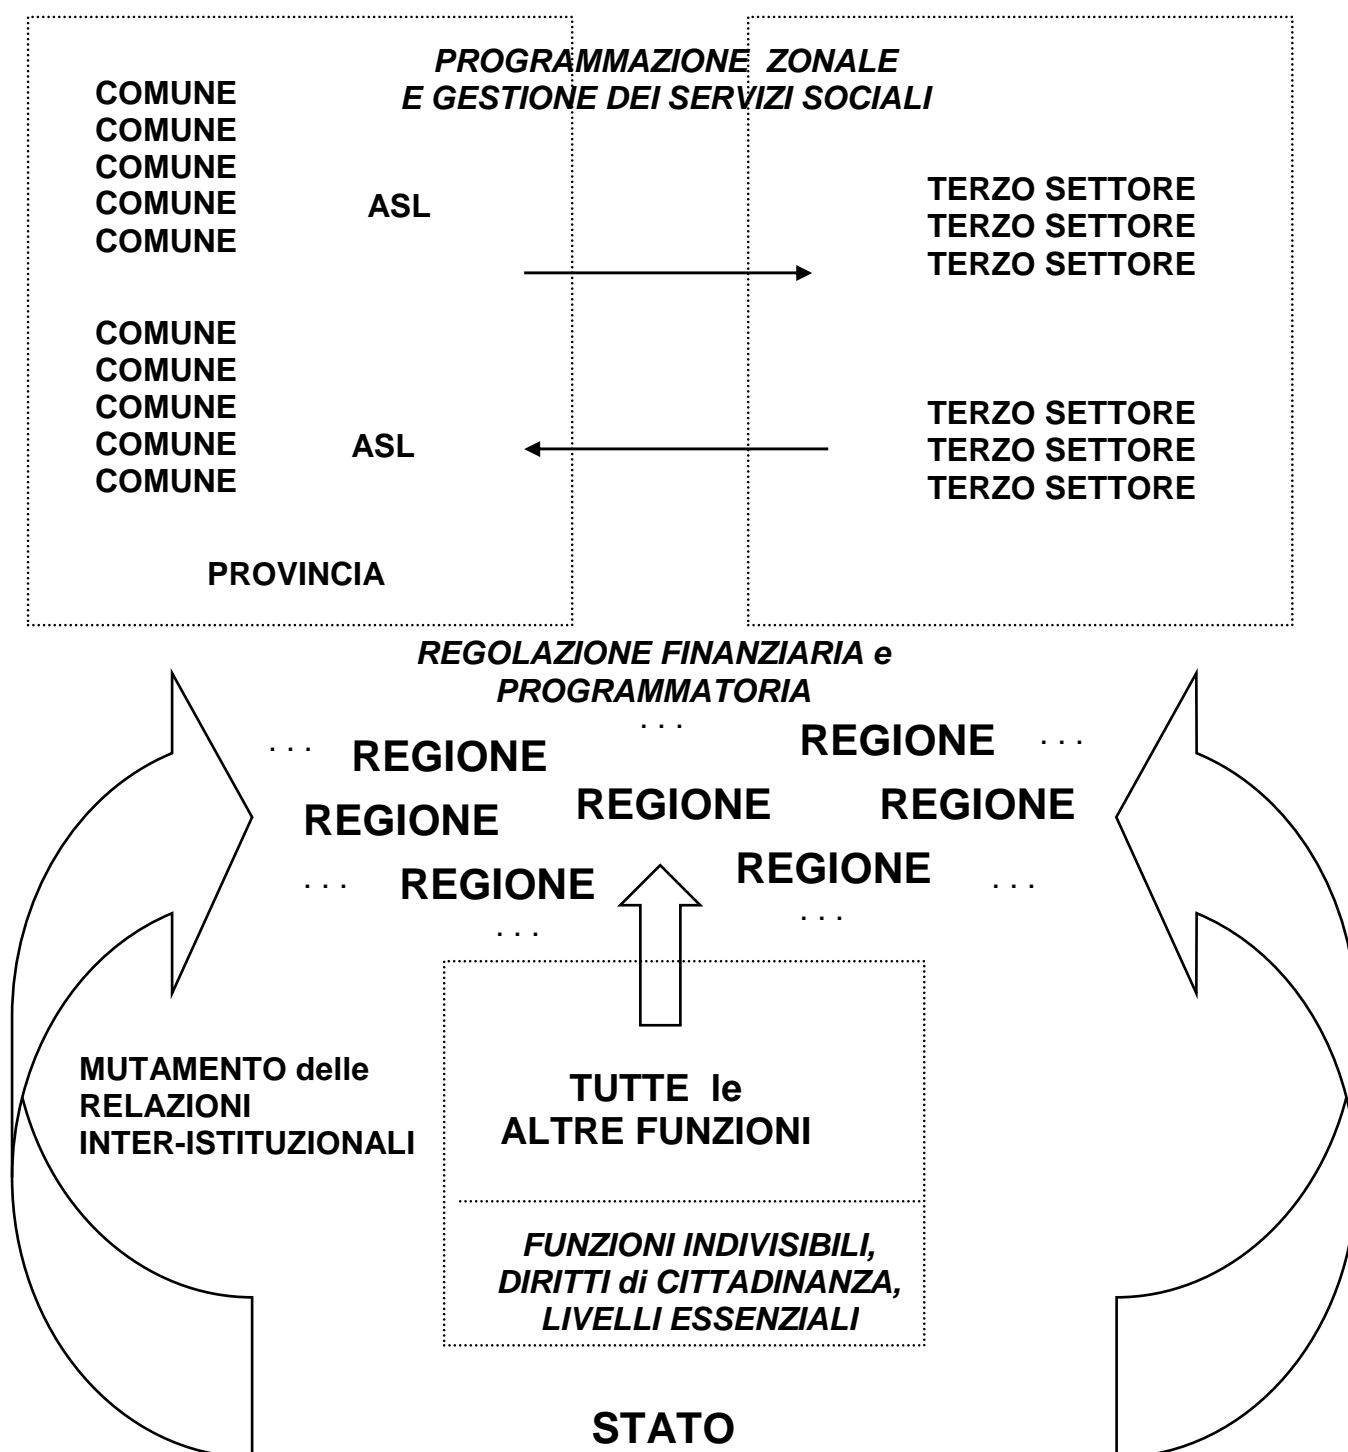 PROGRAMMAZIONE ZONALE
E GESTIONE DEI SERVIZI SOCIALI
COMUNE
COMUNE
COMUNE
COMUNE
COMUNE
ASL
TERZO SETTORE
TERZO SETTORE
TERZO SETTORE
COMUNE
COMUNE
COMUNE
COMUNE
COMUNE
ASL
TERZO SETTORE
TERZO SETTORE
TERZO SETTORE
PROVINCIA
REGOLAZIONE FINANZIARIA e
PROGRAMMATORIA
. . .
. . . REGIONE
REGIONE . . .
REGIONE
REGIONE
REGIONE
. . . REGIONE
REGIONE . . .
. . .
. . .
MUTAMENTO delle
RELAZIONI
INTER-ISTITUZIONALI
TUTTE le
ALTRE FUNZIONI
FUNZIONI INDIVISIBILI,
DIRITTI di CITTADINANZA,
LIVELLI ESSENZIALI
STATO